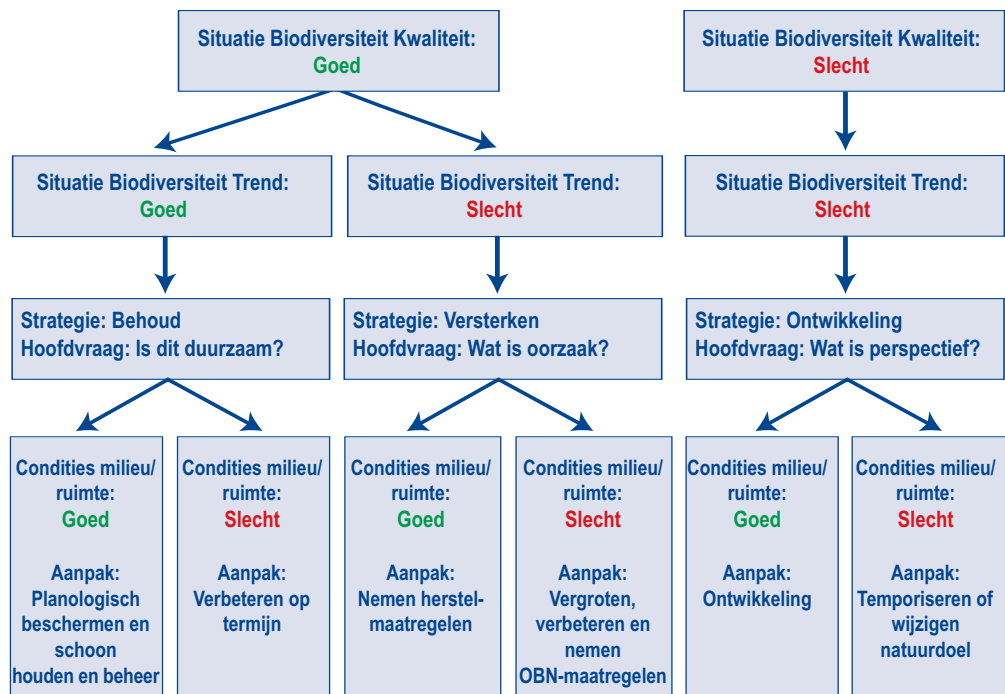 Situatie Biodiversiteit Kwaliteit:
Goed
Situatie Biodiversiteit Kwaliteit:
Slecht
Situatie Biodiversiteit Trend:
Goed
Situatie Biodiversiteit Trend:
Slecht
Situatie Biodiversiteit Trend:
Slecht
Strategie: Behoud
Hoofdvraag: Is dit duurzaam?
Strategie: Versterken
Hoofdvraag: Wat is oorzaak?
Strategie: Ontwikkeling
Hoofdvraag: Wat is perspectief?
Condities milieu/
ruimte:
Goed
Aanpak:
Planologisch
beschermen en
schoon
houden en beheer
Condities milieu/
ruimte:
Slecht
Aanpak:
Verbeteren op
termijn
Condities milieu/
ruimte:
Goed
Aanpak:
Nemen herstel-
maatregelen
Condities milieu/
ruimte:
Slecht
Aanpak:
Vergroten,
verbeteren en
nemen
OBN-maatregelen
Condities milieu/
ruimte:
Goed
Aanpak:
Ontwikkeling
Condities milieu/
ruimte:
Slecht
Aanpak:
Temporiseren of
wijzigen
natuurdoel